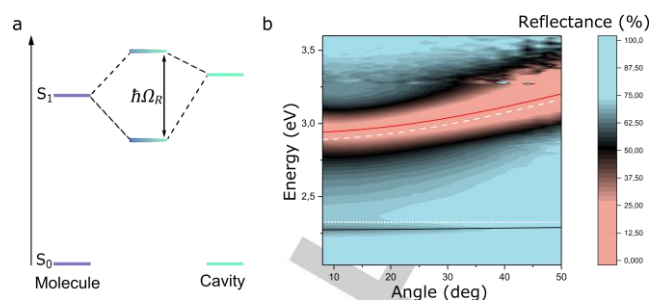 a
S₁
ħΩR
S₀
Molecule
Cavity
b
Reflectance (%)
3,5
3,0
2,5
Energy (eV)
10
20
30
40
50
Angle (deg)
100,0
87,50
75,00
62,50
50,00
37,50
25,00
12,50
0,000